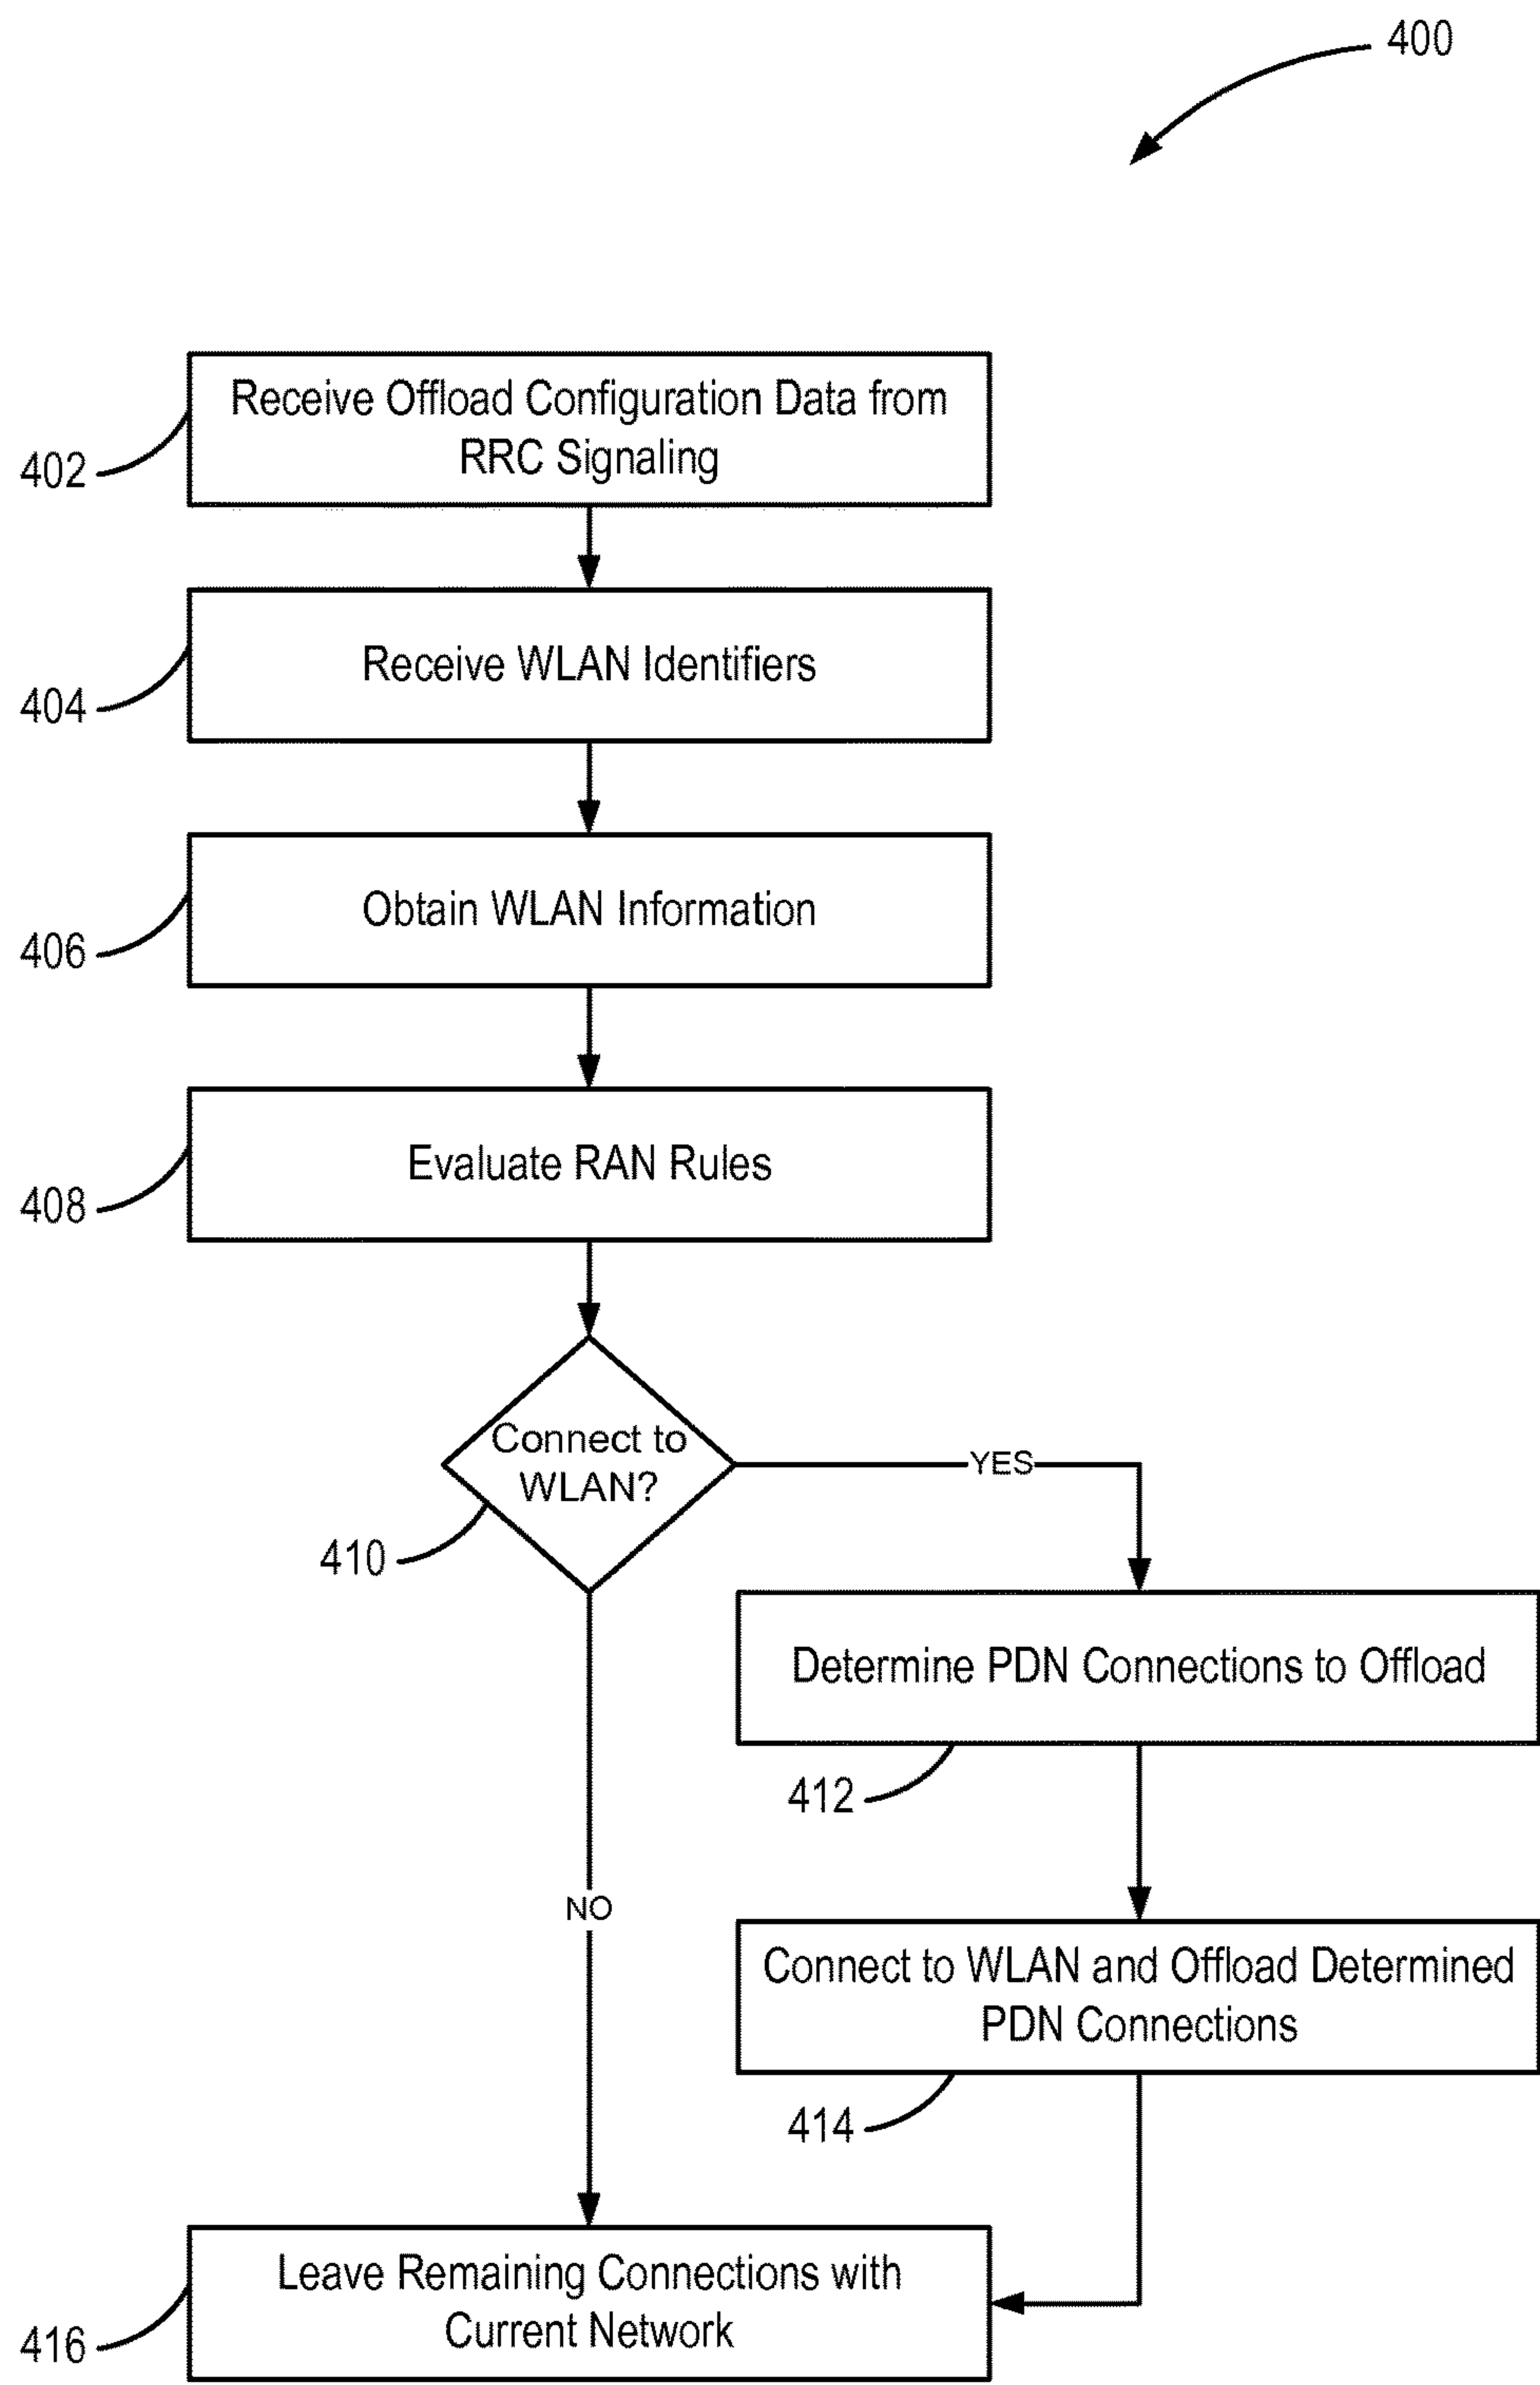 400
Receive Offload Configuration Data from
RRC Signaling
402
Receive WLAN Identifiers
404
Obtain WLAN Information
406
Evaluate RAN Rules
408
Connect to
WLAN?
YES
410
Determine PDN Connections to Offload
412
NO
Connect to WLAN and Offload Determined
PDN Connections
414
Leave Remaining Connections with
Current Network
416